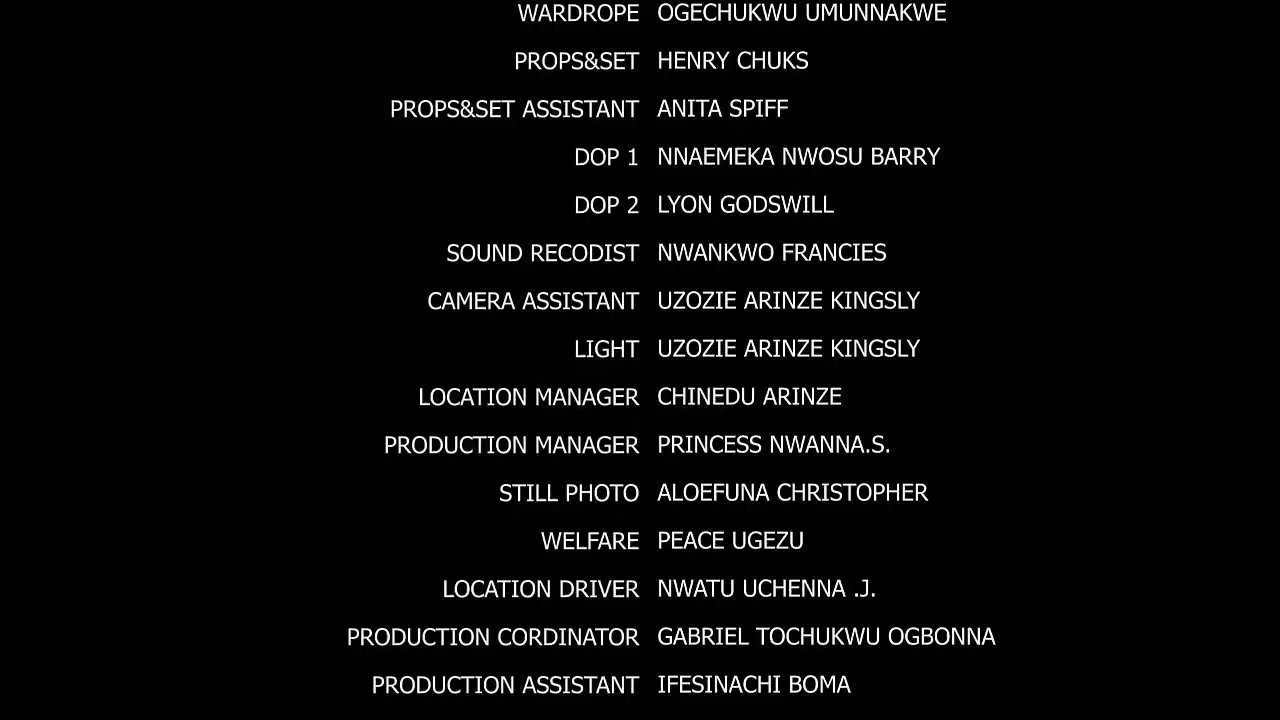 WARDROPE OGECHUKWU UMUNNAKWE
PROPS&SET HENRY CHUKS
PROPS&SET ASSISTANT ANITA SPIFF
DOP 1 NNAEMEKA NWOSU BARRY
DOP 2 LYON GODSWILL
SOUND RECODIST NWANKWO FRANCIES
CAMERA ASSISTANT UZOZIE ARINZE KINGSLY
LIGHT UZOZIE ARINZE KINGSLY
LOCATION MANAGER CHINEDU ARINZE
PRODUCTION MANAGER PRINCESS NWANNA.S.
STILL PHOTO ALOEFUNA CHRISTOPHER
WELFARE PEACE UGEZU
LOCATION DRIVER NWATU UCHENNA .J.
PRODUCTION CORDINATOR GABRIEL TOCHUKWU OGBONNA
PRODUCTION ASSISTANT IFESINACHI BOMA